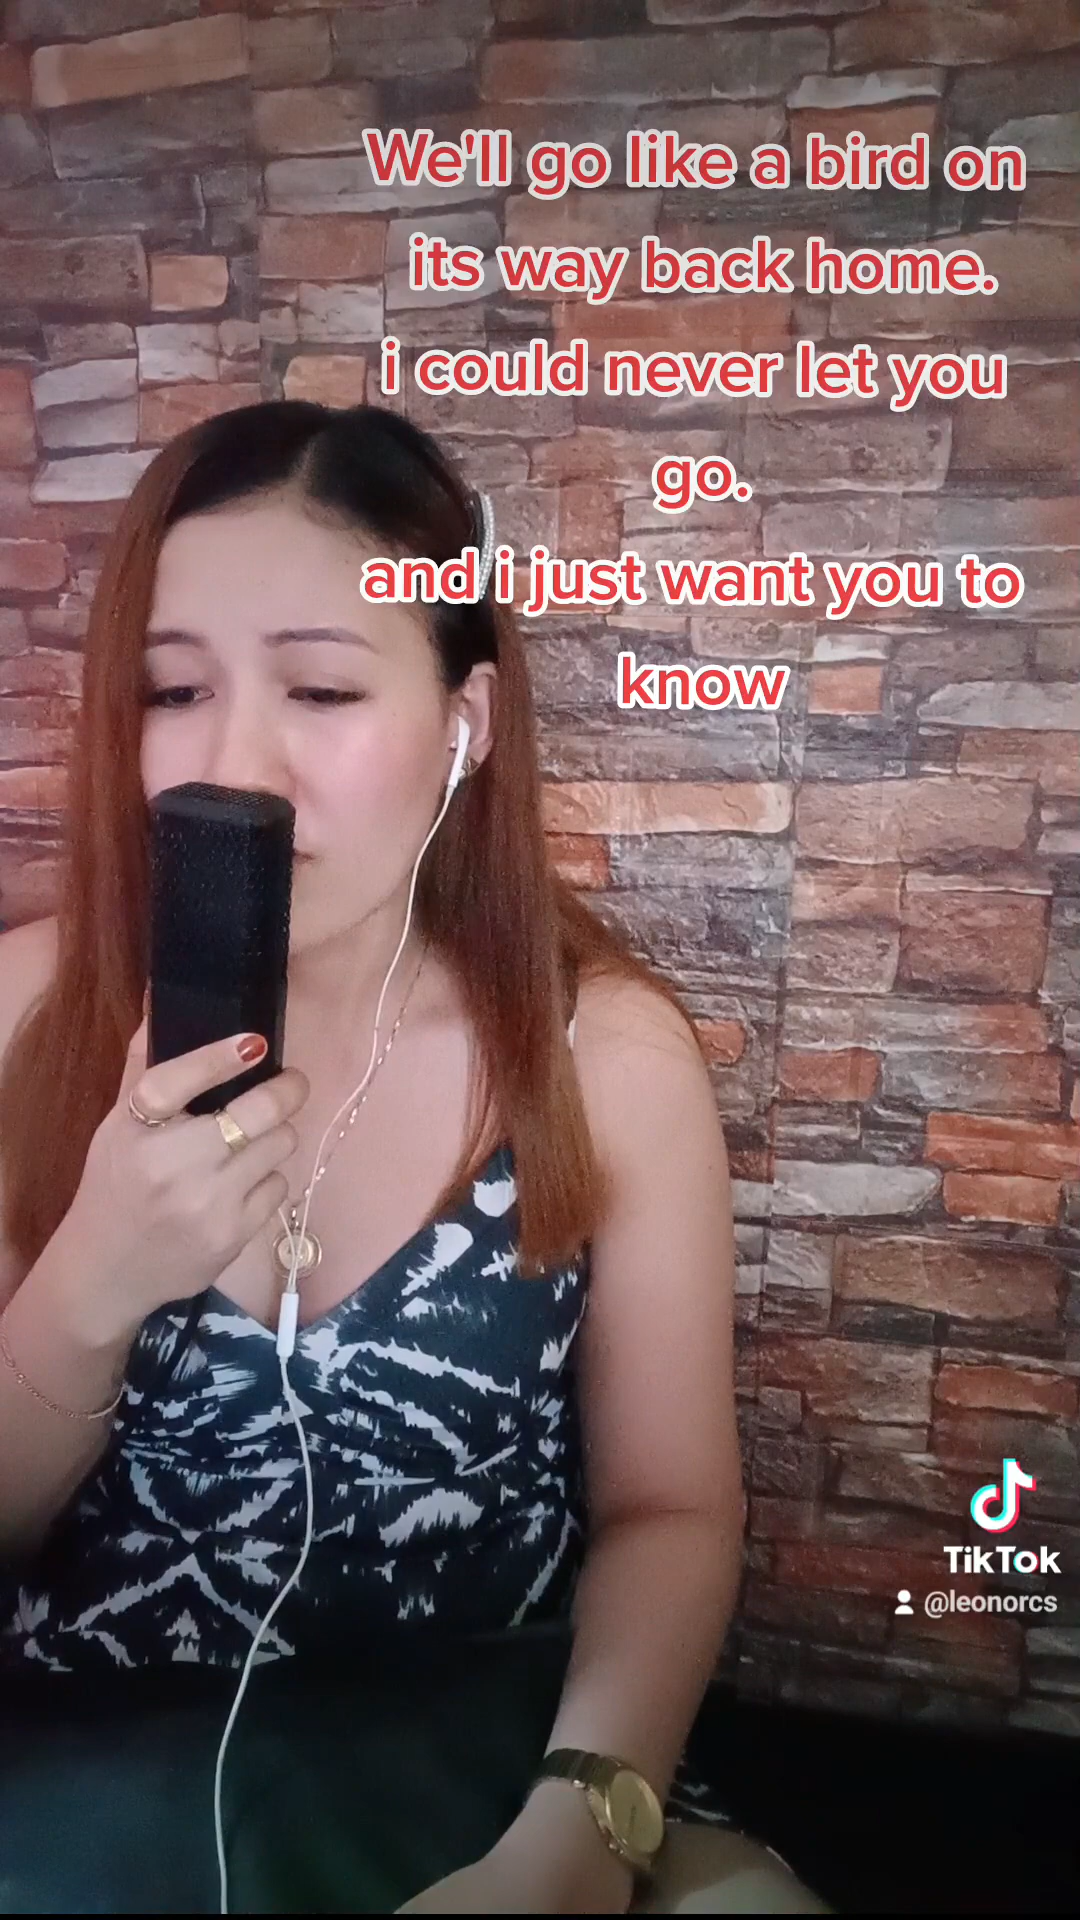 We'll go like a bird on
its way back home.
i could never let you
go.
and i just want you to
know
TikTok
@leonorcs